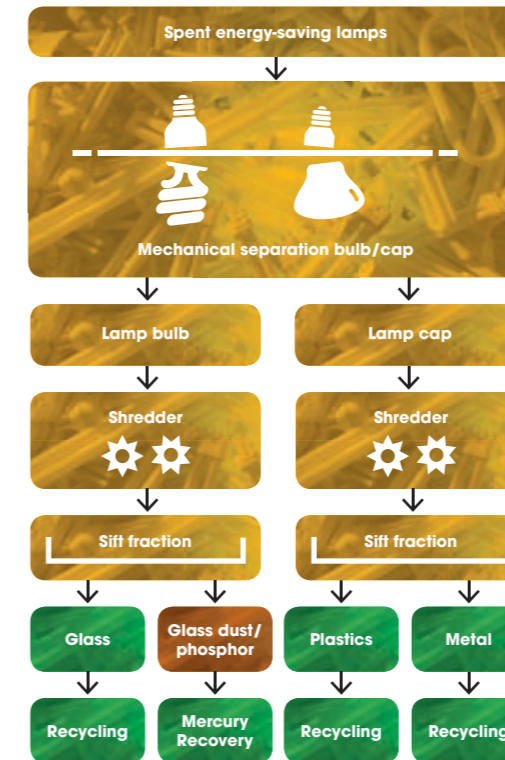 Spent energy-saving lamps
Mechanical separation bulb/cap
Lamp bulb
Lamp cap
Shredder
Shredder
Sift fraction
Sift fraction
Glass
Glass dust/
phosphor
Plastics
Metal
Recycling
Mercury
Recovery
Recycling
Recycling